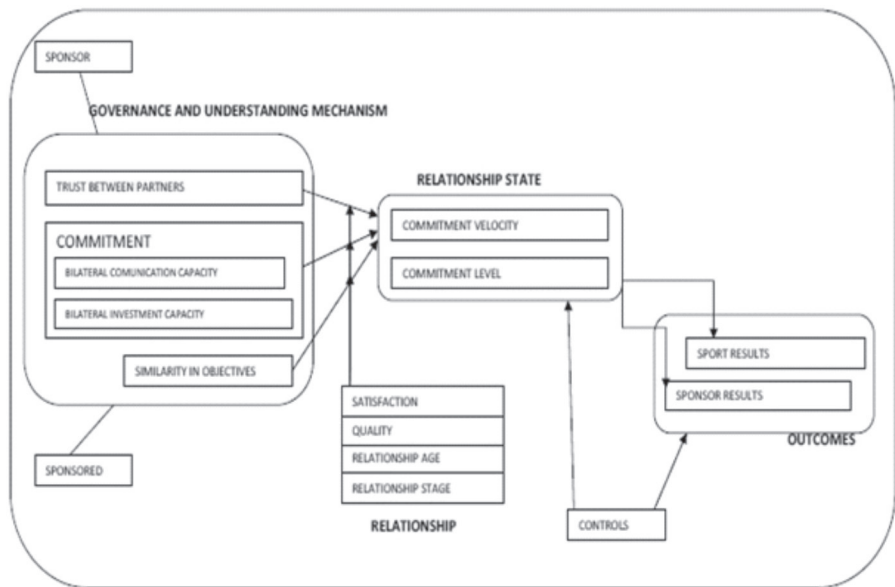 SPONSOR
GOVERNANCE AND UNDERSTANDING MECHANISM
TRUST BETWEEN PARTNERS
COMMITMENT
BILATERAL COMUNICATION CAPACITY
BILATERAL INVESTMENT CAPACITY
SIMILARITY IN OBJECTIVES
SPONSORED
RELATIONSHIP STATE
COMMITMENT VELOCITY
COMMITMENT LEVEL
SATISFACTION
QUALITY
RELATIONSHIP AGE
RELATIONSHIP STAGE
RELATIONSHIP
SPORT RESULTS
SPONSOR RESULTS
OUTCOMES
CONTROLS